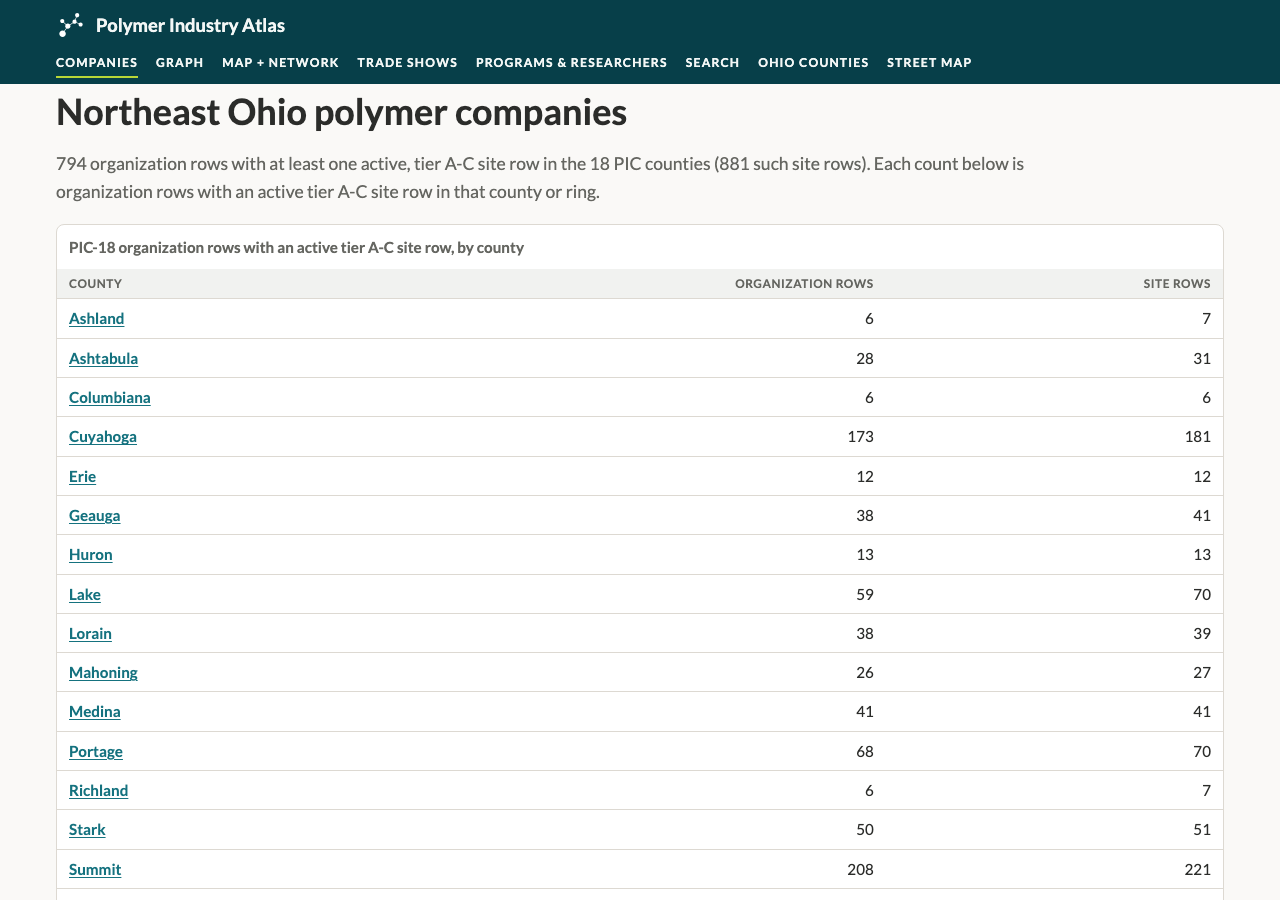 Polymer Industry Atlas
COMPANIES GRAPH MAP + NETWORK TRADE SHOWS PROGRAMS & RESEARCHERS SEARCH OHIO COUNTIES STREET MAP
Northeast Ohio polymer companies
794 organization rows with at least one active, tier A-C site row in the 18 PIC counties (881 such site rows). Each count below is
organization rows with an active tier A-C site row in that county or ring.
PIC-18 organization rows with an active tier A-C site row, by county
COUNTY ORGANIZATION ROWS SITE ROWS
Ashland 6 7
Ashtabula 28 31
Columbiana 6 6
Cuyahoga 173 181
Erie 12 12
Geauga 38 41
Huron 13 13
Lake 59 70
Lorain 38 39
Mahoning 26 27
Medina 41 41
Portage 68 70
Richland 6 7
Stark 50 51
Summit 208 221